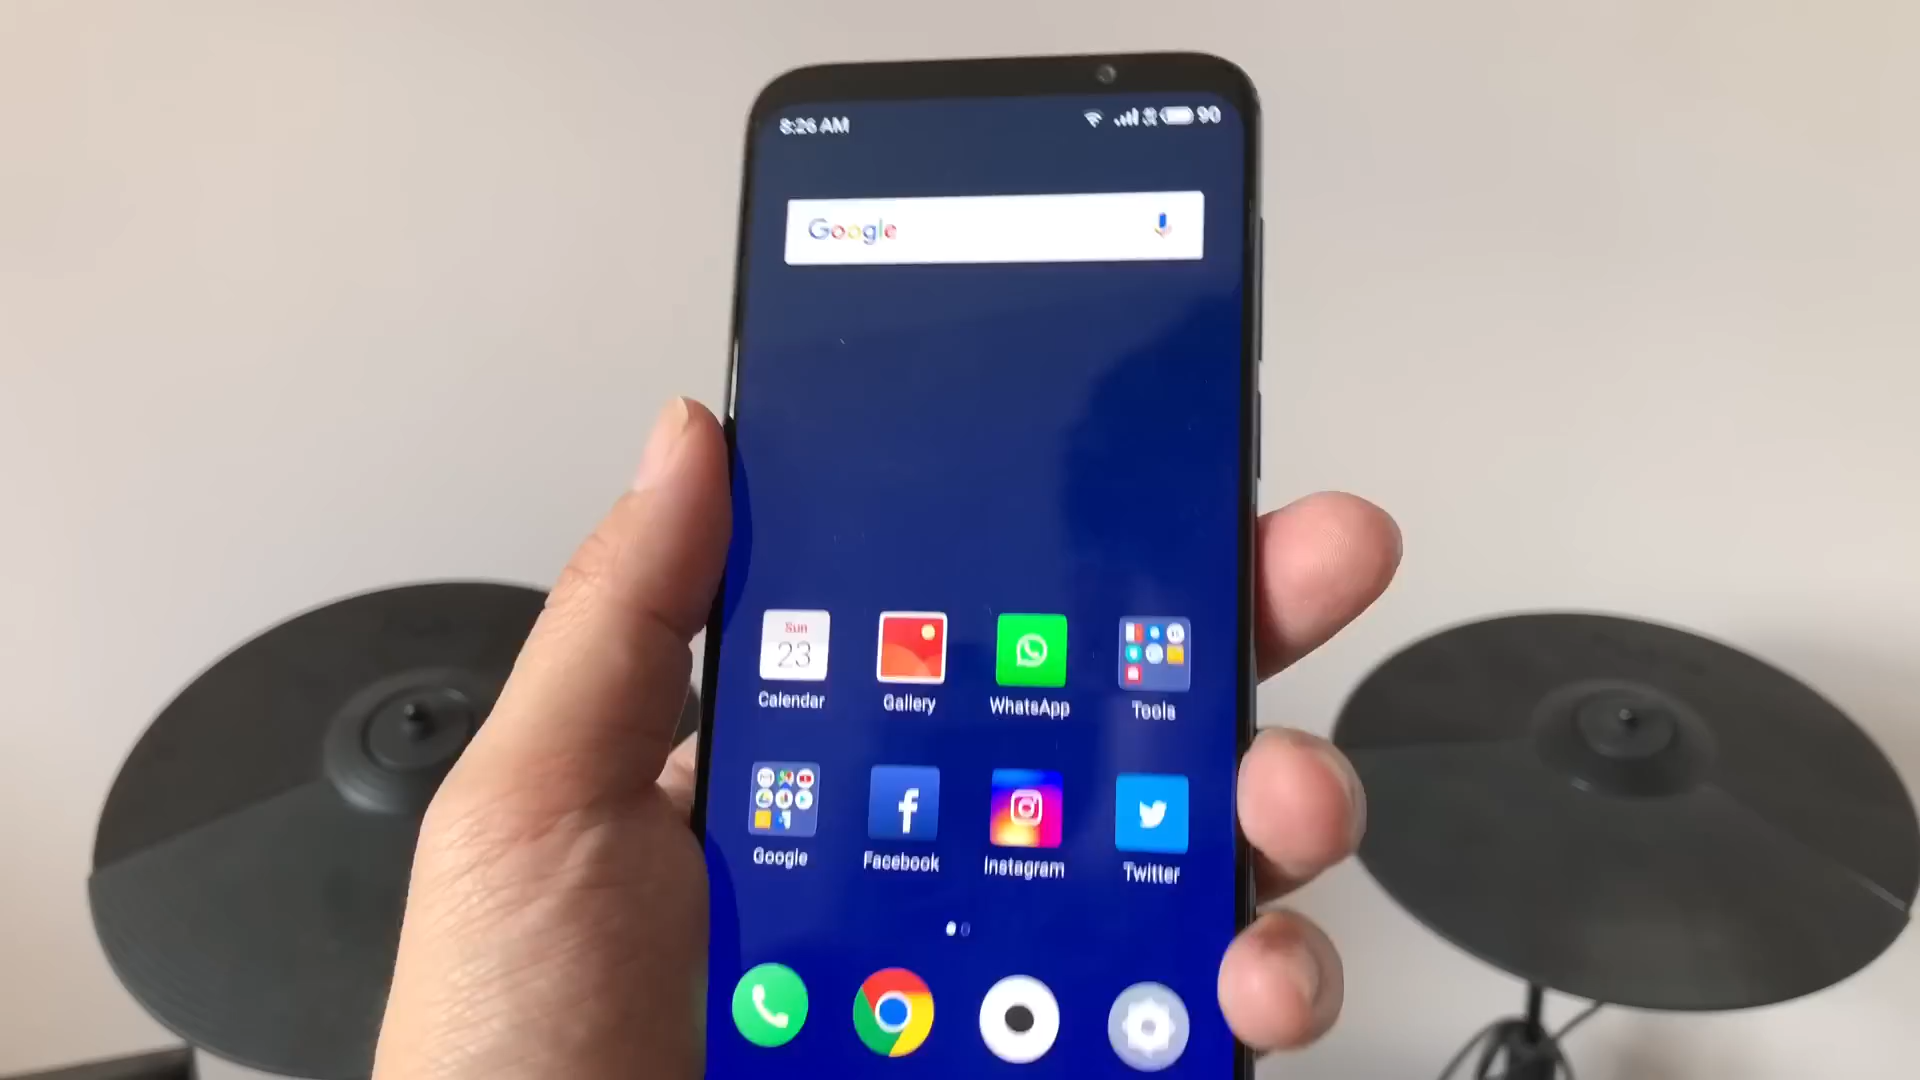 8:26 AM 90
Google
Sun
23
Calendar Gallery WhatsApp Tools
Google Facebook Instagram Twitter